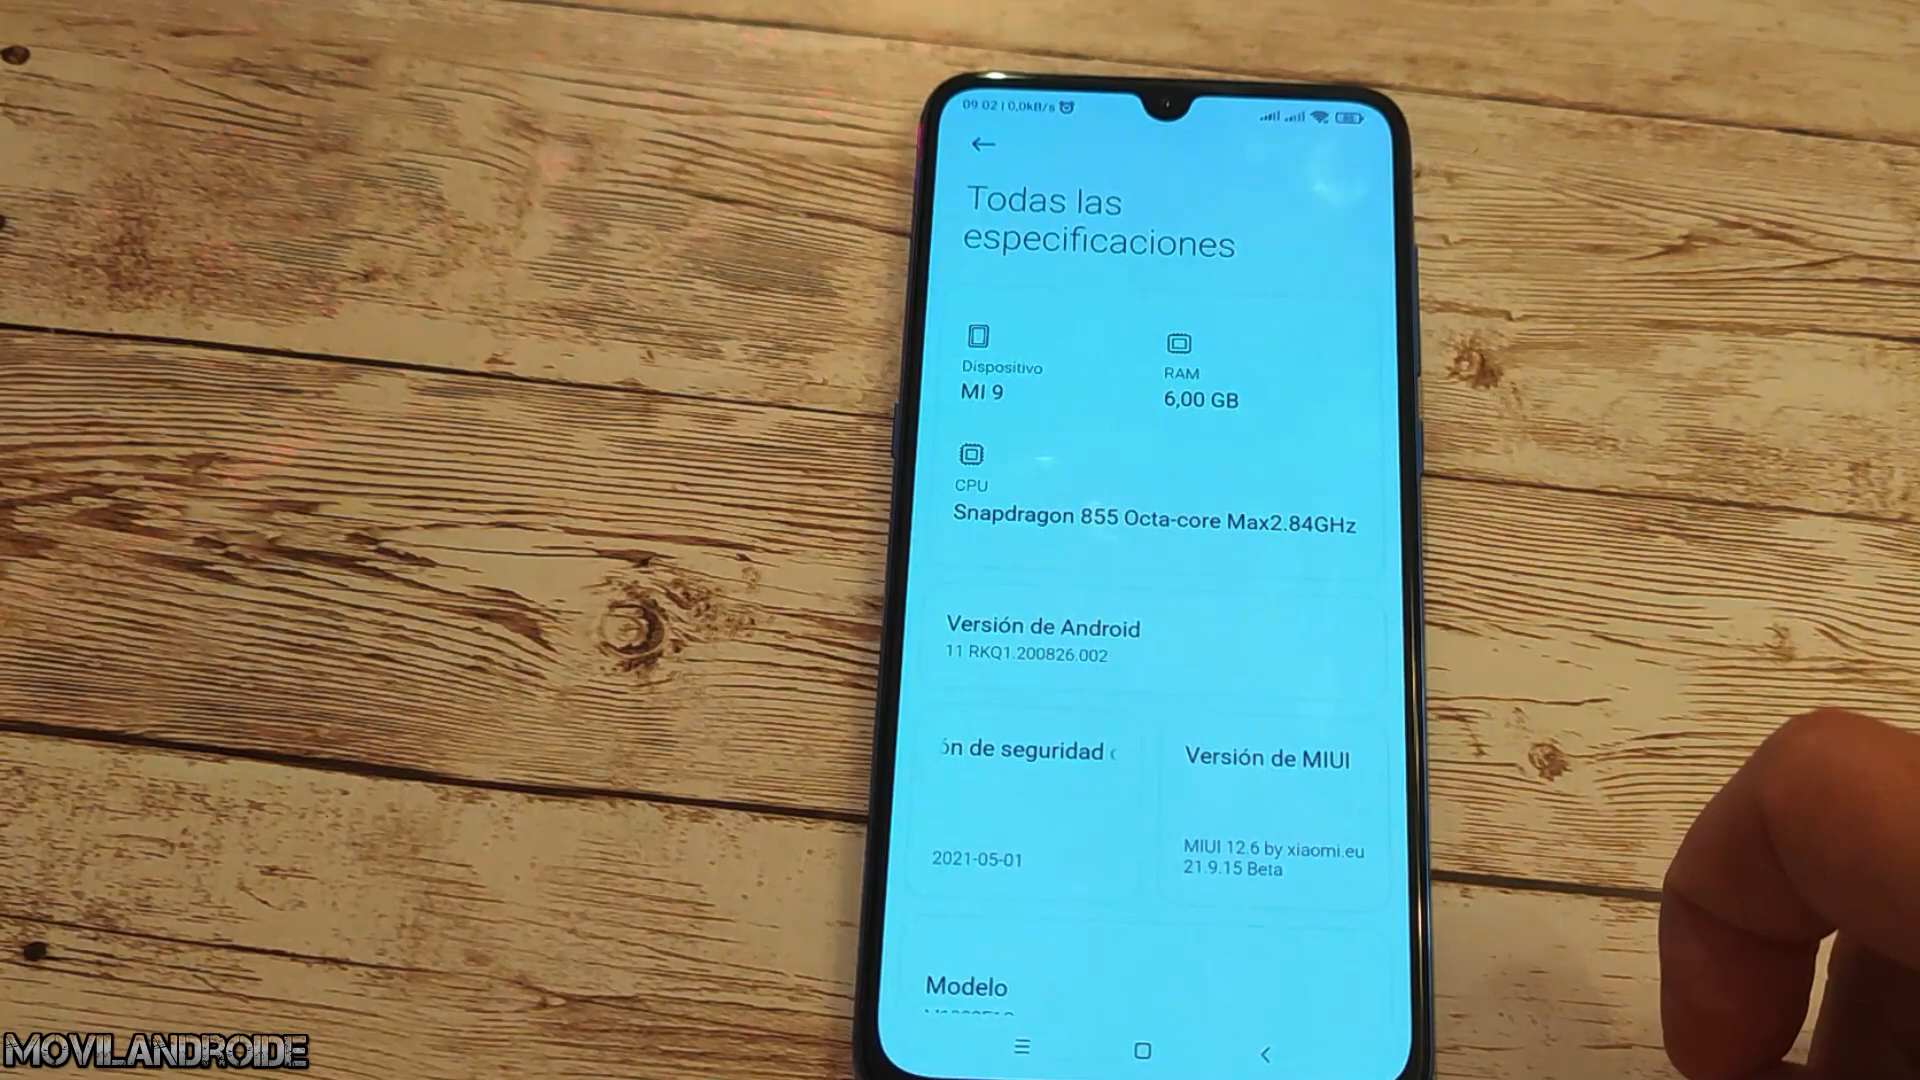 09:02 | 0,0kB/s
Todas las
especificaciones
Dispositivo
MI 9
RAM
6,00 GB
CPU
Snapdragon 855 Octa-core Max2.84GHz
Versión de Android
11 RKQ1.200826.002
ón de seguridad
2021-05-01
Versión de MIUI
MIUI 12.6 by xiaomi.eu
21.9.15 Beta
Modelo
MOVILANDROIDE